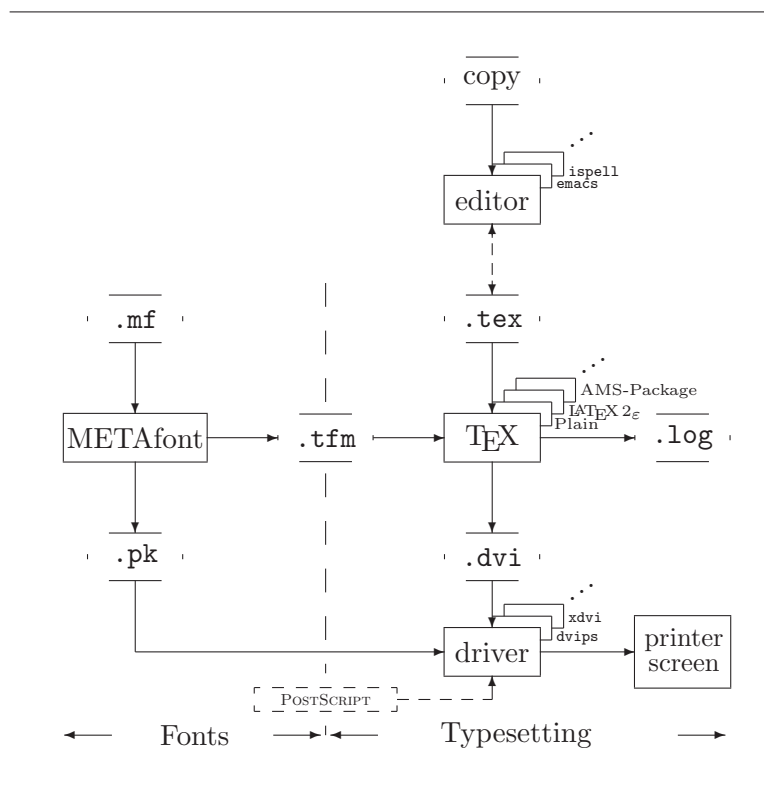 copy
ispell
emacs
editor
.mf
.tex
AMS-Package
LATEX 2ε
Plain
METAfont
.tfm
TEX
.log
.pk
.dvi
xdvi
dvips
driver
printer
screen
POSTSCRIPT
Fonts
Typesetting